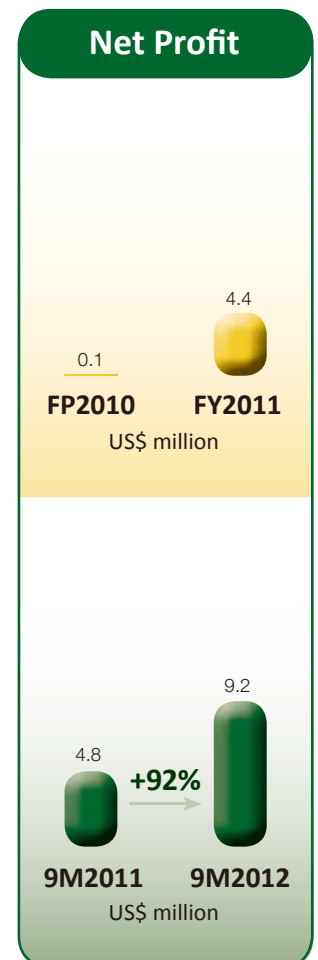 Net Profit
4.4
0.1
FP2010 FY2011
US$ million
9.2
4.8
+92%
9M2011 9M2012
US$ million